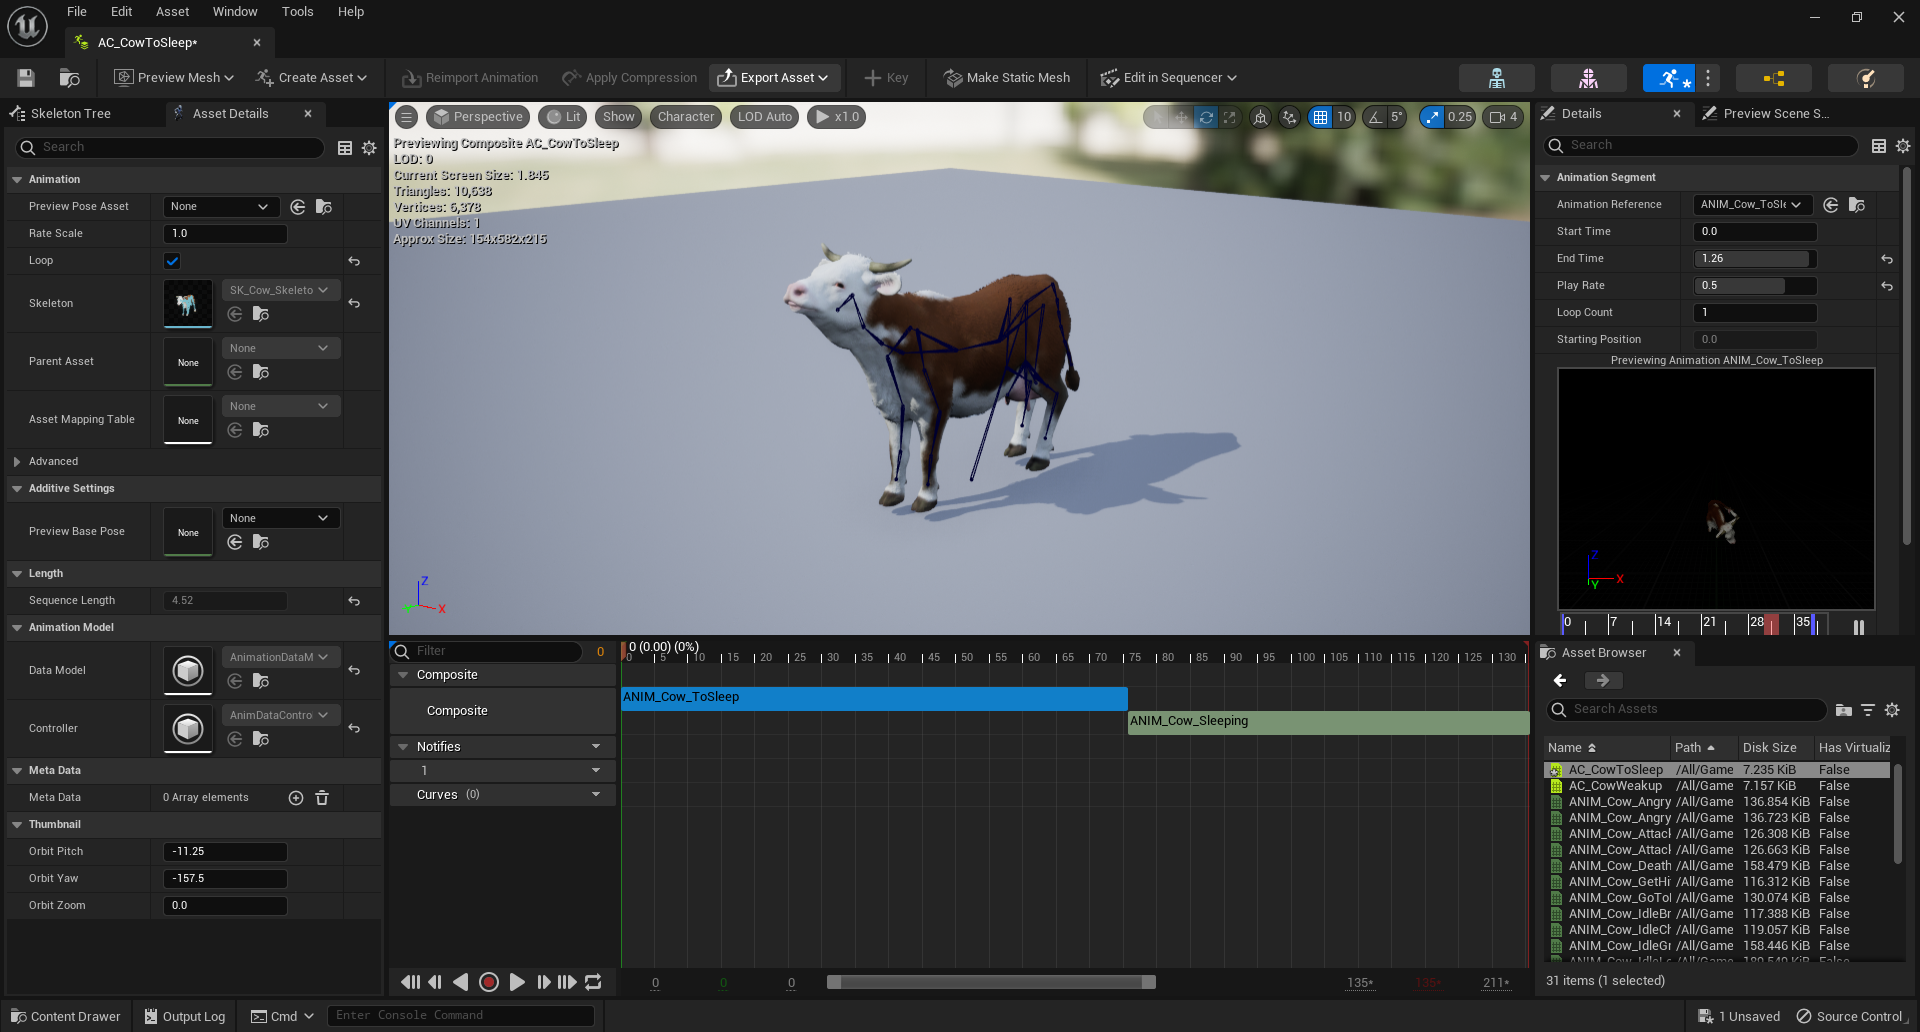 File Edit Asset Window Tools Help
AC_CowToSleep*
Preview Mesh Create Asset Reimport Animation Apply Compression Export Asset Key Make Static Mesh Edit in Sequencer
Skeleton Tree Asset Details
Search
Animation
Preview Pose Asset None
Rate Scale 1.0
Loop
Skeleton SK_Cow_Skeleto
Parent Asset None None
Asset Mapping Table None None
Advanced
Additive Settings
Preview Base Pose None None
Length
Sequence Length 4.52
Animation Model
Data Model AnimationDataM
Controller AnimDataContro
Meta Data
Meta Data 0 Array elements
Thumbnail
Orbit Pitch -11.25
Orbit Yaw -157.5
Orbit Zoom 0.0
Perspective Lit Show Character LOD Auto x1.0 10 5° 0.25 4
Previewing Composite AC_CowToSleep
LOD: 0
Current Screen Size: 1.845
Triangles: 10,638
Vertices: 6,378
UV Channels: 1
Approx Size: 154x582x215
Z
X
Filter 0
0 (0.00) (0%)
0 5 10 15 20 25 30 35 40 45 50 55 60 65 70 75 80 85 90 95 100 105 110 115 120 125 130
Composite
Composite
ANIM_Cow_ToSleep
ANIM_Cow_Sleeping
Notifies
1
Curves (0)
0 0 0 135* 135* 211*
Details Preview Scene S...
Search
Animation Segment
Animation Reference ANIM_Cow_ToSle
Start Time 0.0
End Time 1.26
Play Rate 0.5
Loop Count 1
Starting Position 0.0
Previewing Animation ANIM_Cow_ToSleep
Z
X
Y
0 7 14 21 28 35
Asset Browser
Search Assets
Name Path Disk Size Has Virtualiz
AC_CowToSleep /All/Game 7.235 KiB False
AC_CowWeakup /All/Game 7.157 KiB False
ANIM_Cow_Angry /All/Game 136.854 KiB False
ANIM_Cow_Angry /All/Game 136.723 KiB False
ANIM_Cow_Attack /All/Game 126.308 KiB False
ANIM_Cow_Attack /All/Game 126.663 KiB False
ANIM_Cow_Death /All/Game 158.479 KiB False
ANIM_Cow_GetHi /All/Game 116.312 KiB False
ANIM_Cow_GoTo /All/Game 130.074 KiB False
ANIM_Cow_IdleBr /All/Game 117.388 KiB False
ANIM_Cow_IdleCh /All/Game 119.057 KiB False
ANIM_Cow_IdleGr /All/Game 158.446 KiB False
31 items (1 selected)
Content Drawer Output Log Cmd Enter Console Command 1 Unsaved Source Control